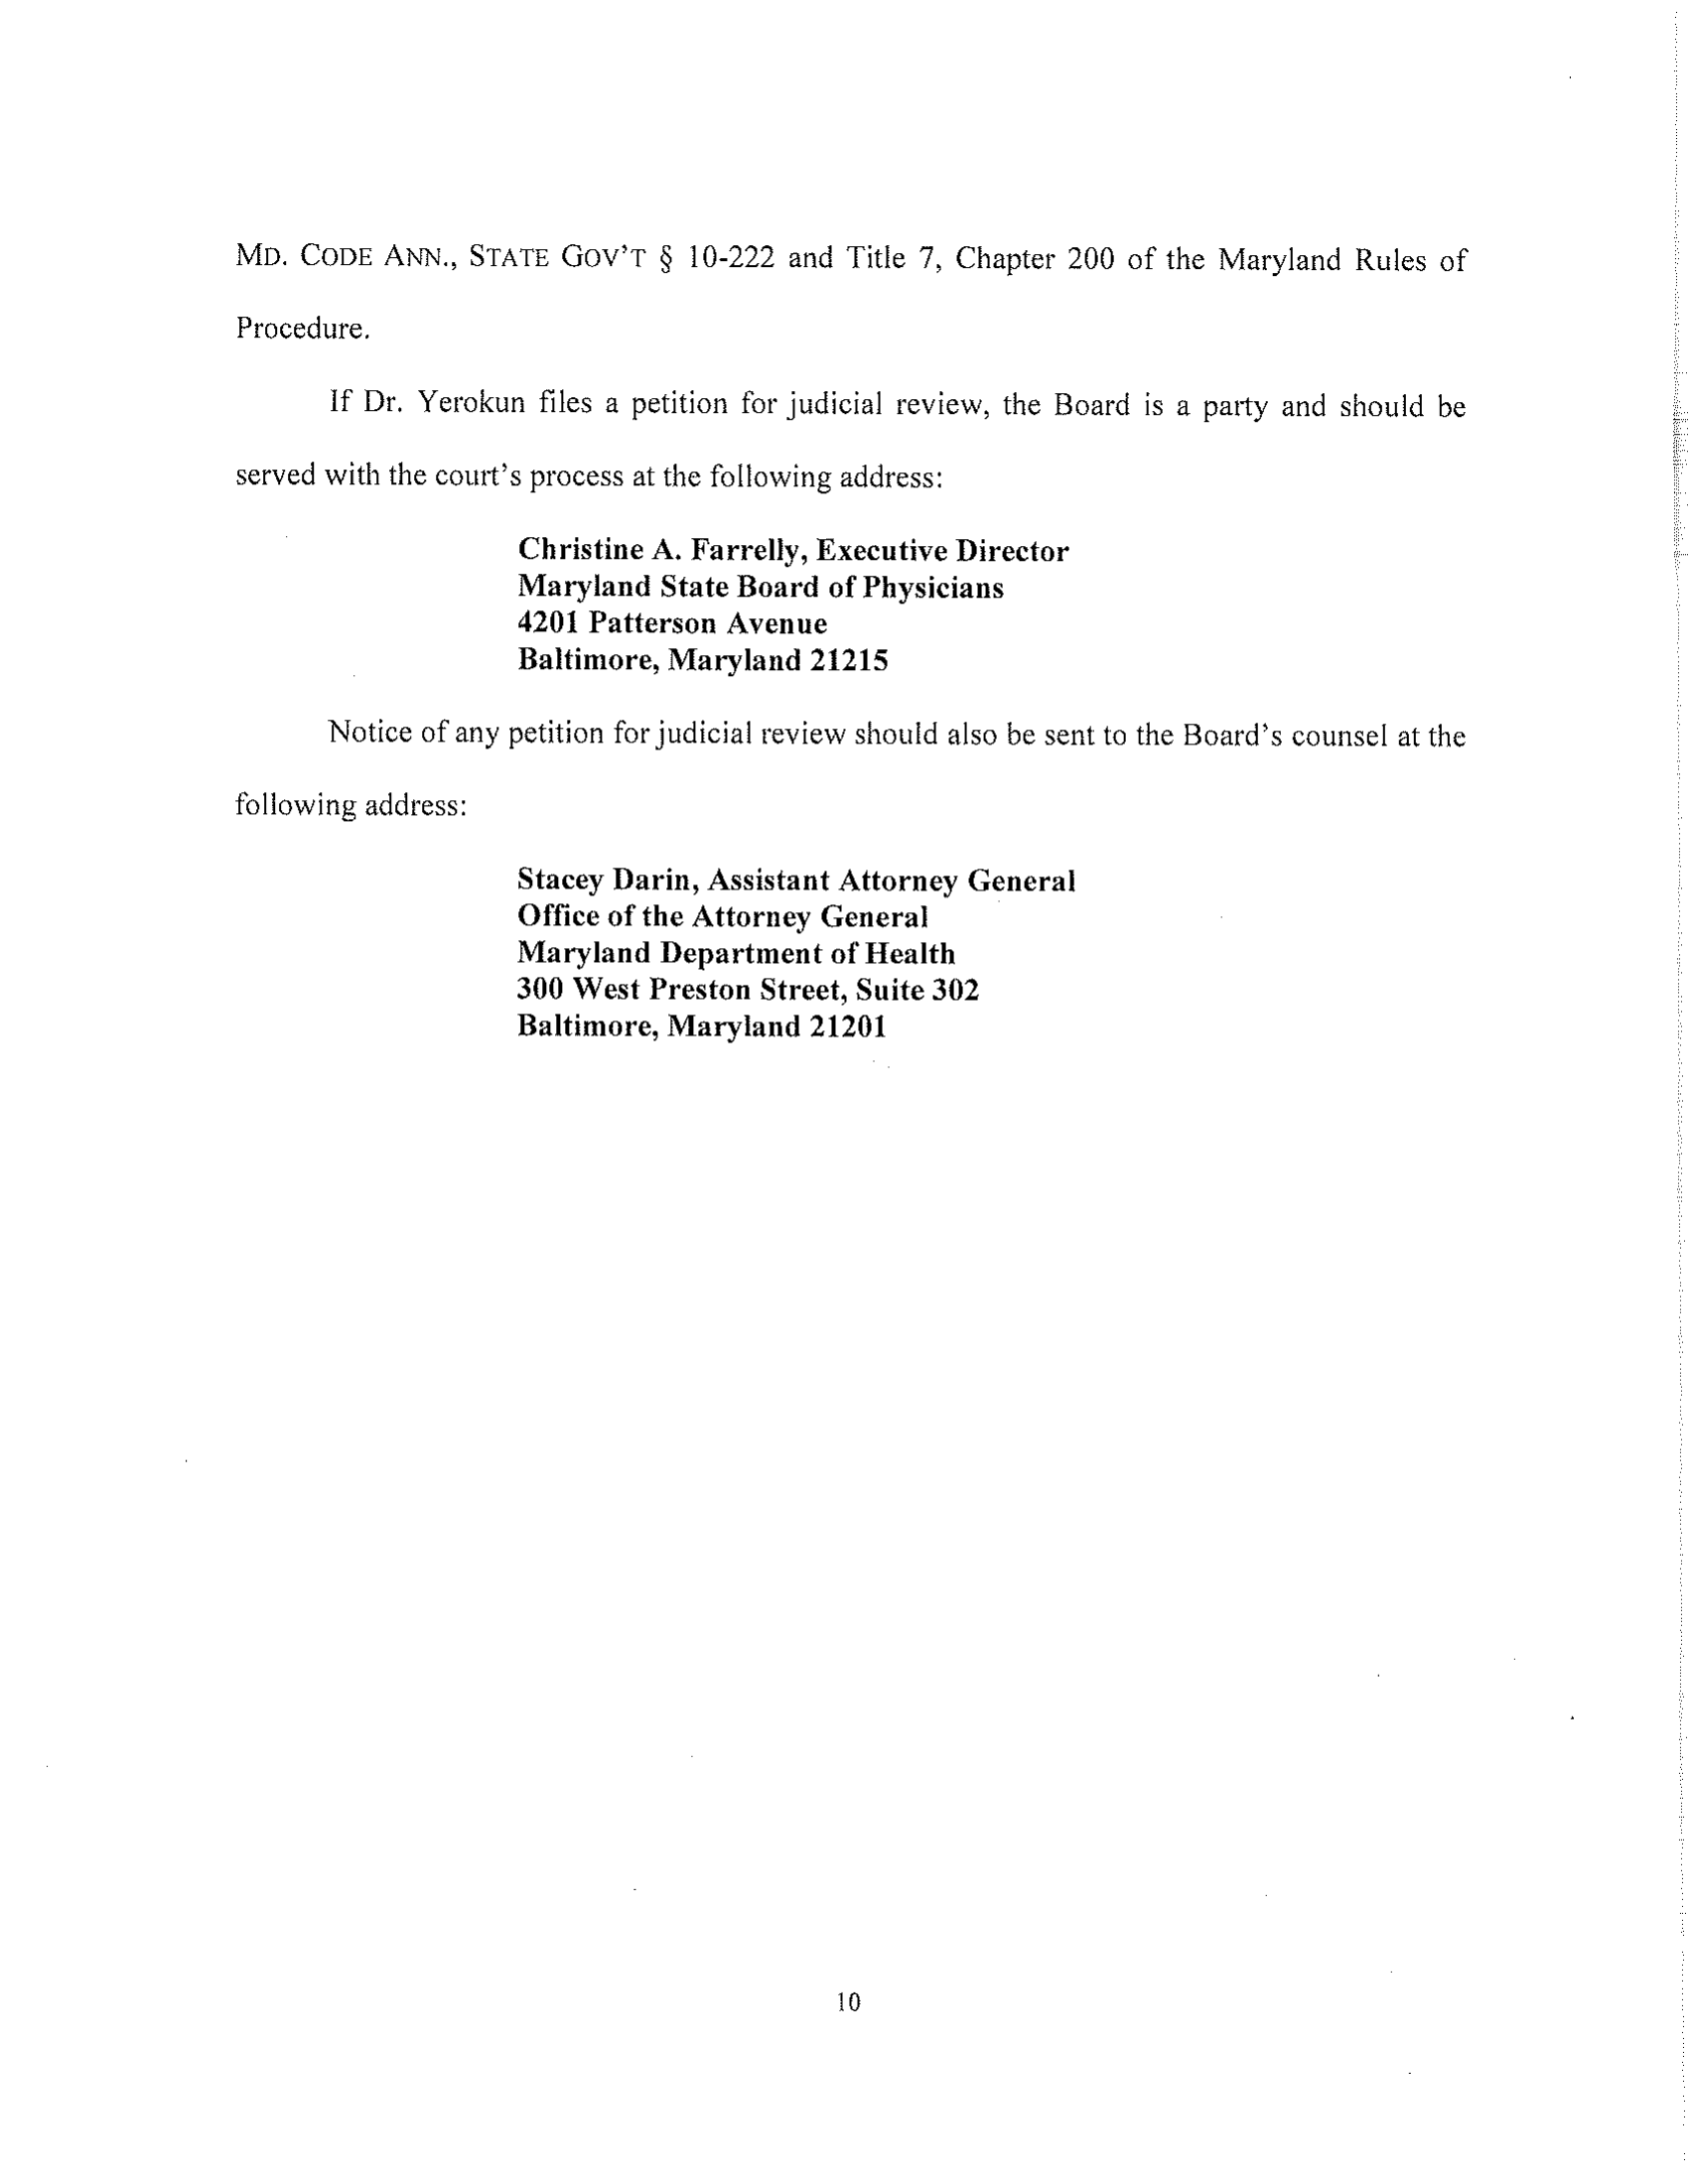 MD. CODE ANN., STATE GOV'T § 10-222 and Title 7, Chapter 200 of the Maryland Rules of
Procedure.
If Dr. Yerokun files a petition for judicial review, the Board is a party and should be
served with the court's process at the following address:
Christine A. Farrelly, Executive Director
Maryland State Board of Physicians
4201 Patterson Avenue
Baltimore, Maryland 21215
Notice of any petition for judicial review should also be sent to the Board's counsel at the
following address:
Stacey Darin, Assistant Attorney General
Office of the Attorney General
Maryland Department of Health
300 West Preston Street, Suite 302
Baltimore, Maryland 21201
10